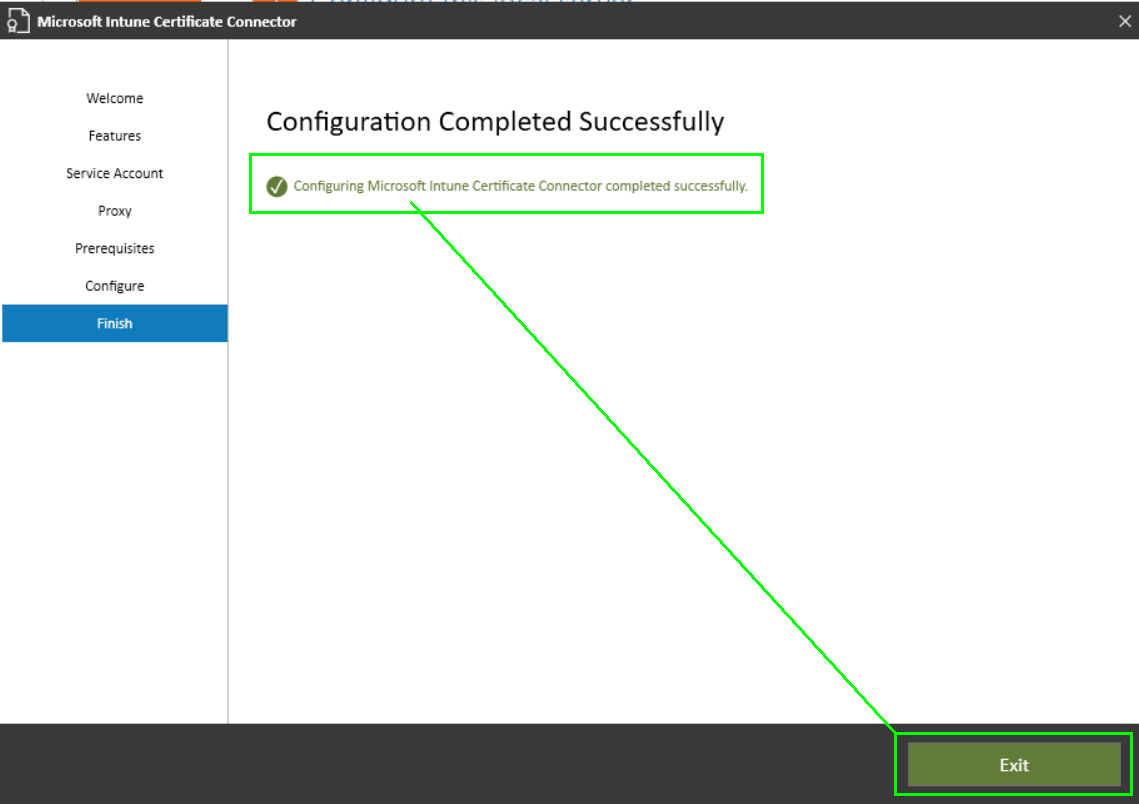 Microsoft Intune Certificate Connector
Welcome
Features
Service Account
Proxy
Prerequisites
Configure
Finish
Configuration Completed Successfully
Configuring Microsoft Intune Certificate Connector completed successfully.
Exit